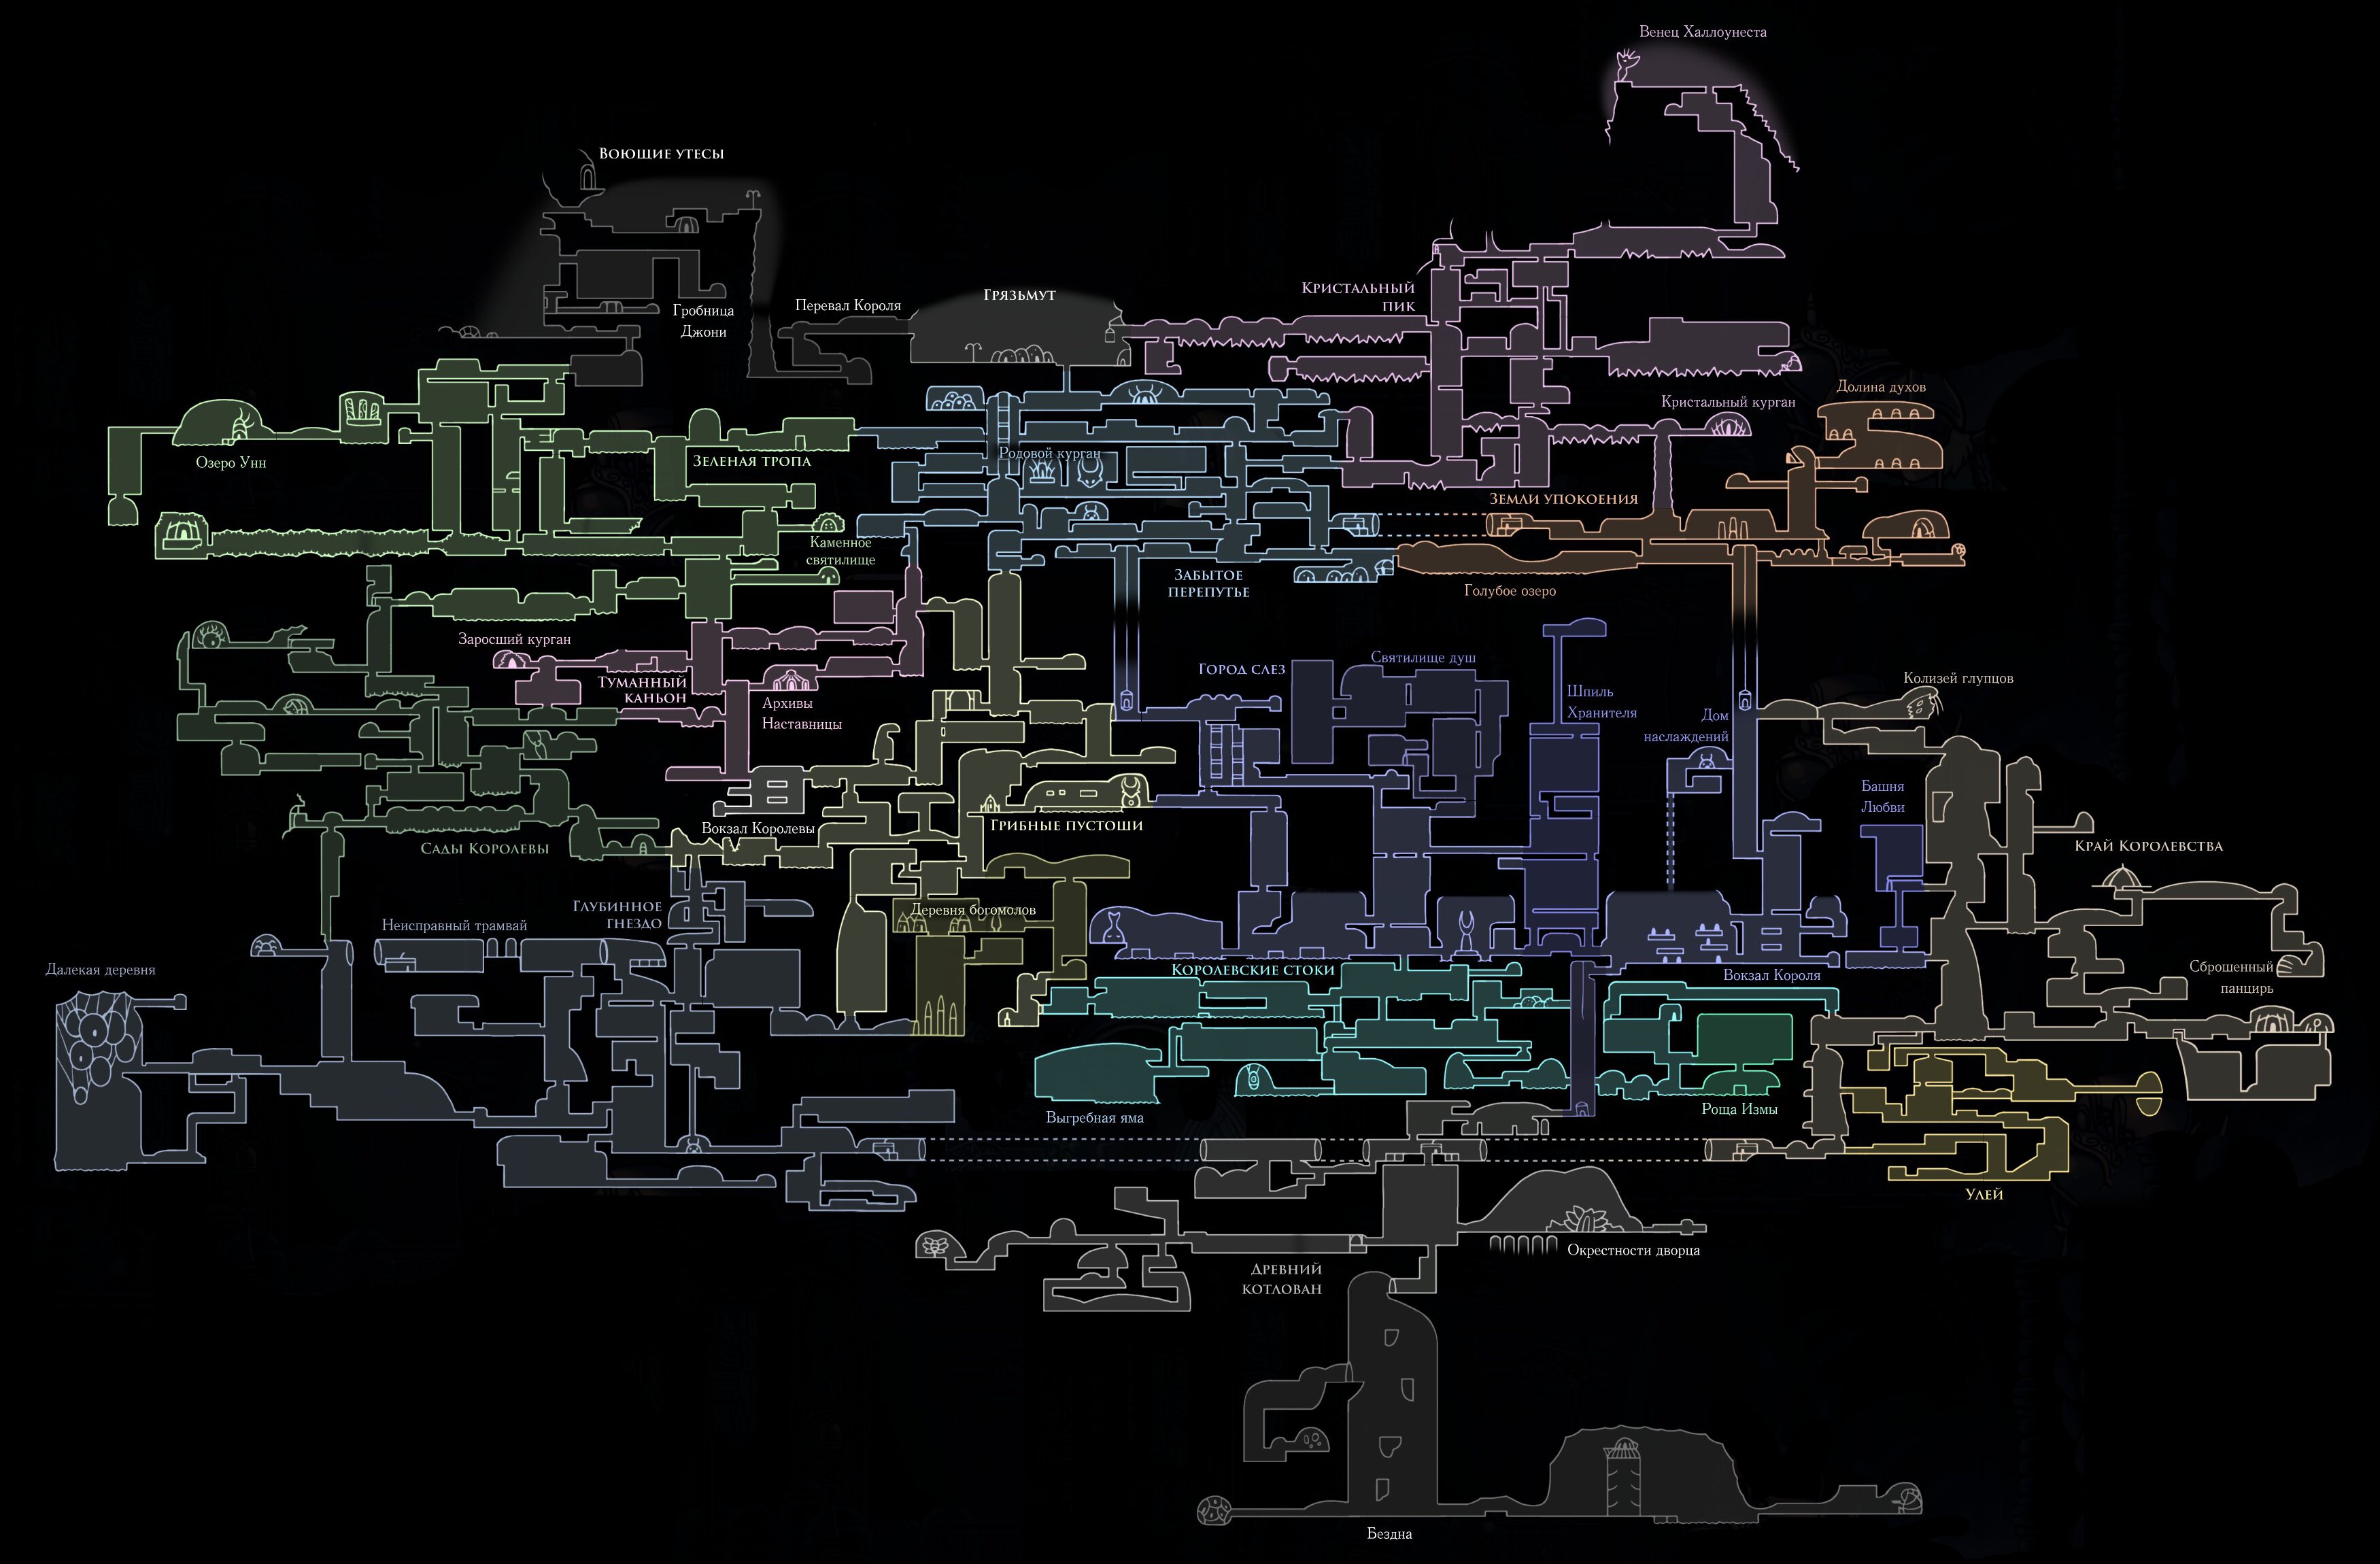 Венец Халлоунеста
Воющие утесы
Грязьмут
Перевал Короля
Гробница
Джони
Кристальный
пик
Долина духов
Кристальный курган
Озеро Унн
Зеленая тропа
Родовой курган
Земли упокоения
Каменное
святилище
Забытое
перепутье
Голубое озеро
Заросший курган
Туманный
каньон
Архивы
Наставницы
Город слез
Святилище душ
Шпиль
Хранителя
Дом
наслаждений
Колизей глупцов
Башня
Любви
Вокзал Королевы
Грибные пустоши
Сады Королевы
Край Королевства
Глубинное
гнездо
Неисправный трамвай
Деревня богомолов
Далекая деревня
Королевские стоки
Вокзал Короля
Сброшенный
панцирь
Выгребная яма
Роща Измы
Улей
Окрестности дворца
Древний
котлован
Бездна